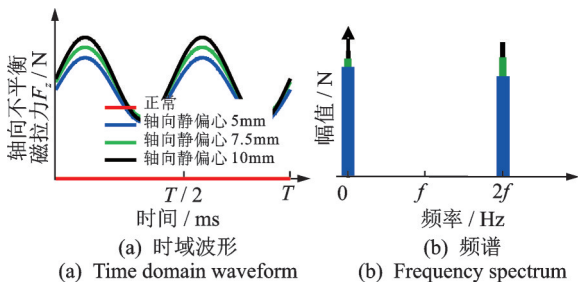 轴向不平衡
磁拉力Fz / N
正常
轴向静偏心 5mm
轴向静偏心 7.5mm
轴向静偏心 10mm
T / 2
T
时间 / ms
(a) 时域波形
(a) Time domain waveform
幅值 / N
0
f
2f
频率 / Hz
(b) 频谱
(b) Frequency spectrum